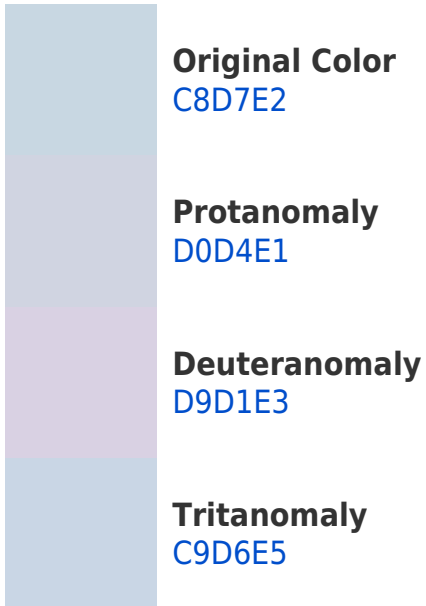 Original Color
C8D7E2
Protanomaly
D0D4E1
Deuteranomaly
D9D1E3
Tritanomaly
C9D6E5